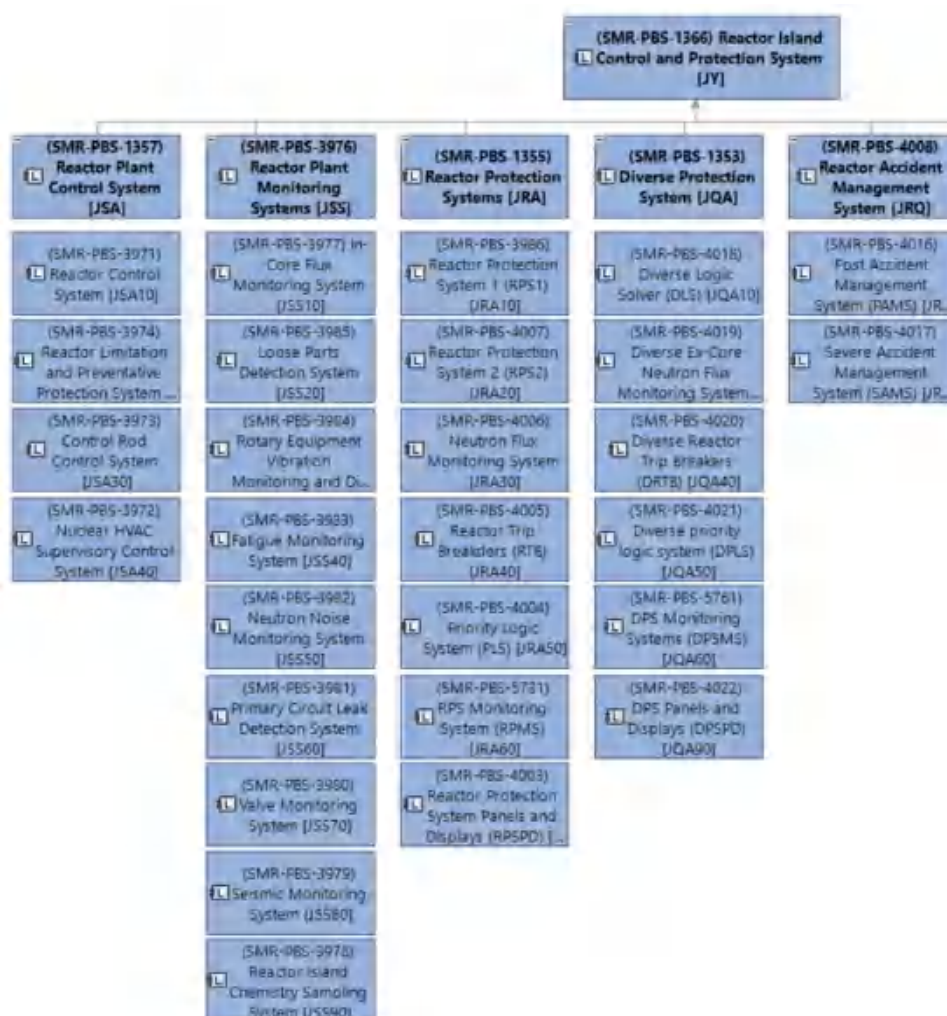 (SMR-PBS-1366) Reactor Island
Control and Protection System
[JY]
(SMR-PBS-1357)
Reactor Plant
Control System
[JSA]
(SMR-PBS-3971)
Reactor Control
System [JSA10]
(SMR-PBS-3974)
Reactor Limitation
and Preventative
Protection System ...
(SMR-PBS-3973)
Control Rod
Control System
[JSA30]
(SMR-PBS-3972)
Nuclear HVAC
Supervisory Control
System [JSA40]
(SMR-PBS-3976)
Reactor Plant
Monitoring
Systems [JSS]
(SMR-PBS-3977) In-
Core Flux
Monitoring System
[JSS10]
(SMR-PBS-3985)
Loose Parts
Detection System
[JSS20]
(SMR-PBS-3984)
Rotary Equipment
Vibration
Monitoring and Di...
(SMR-PBS-3983)
Fatigue Monitoring
System [JSS40]
(SMR-PBS-3982)
Neutron Noise
Monitoring System
[JSS50]
(SMR-PBS-3981)
Primary Circuit Leak
Detection System
[JSS60]
(SMR-PBS-3980)
Valve Monitoring
System [JSS70]
(SMR-PBS-3979)
Seismic Monitoring
System [JSS80]
(SMR-PBS-3978)
Reactor Island
Chemistry Sampling
System [JSS90]
(SMR-PBS-1355)
Reactor Protection
Systems [JRA]
(SMR-PBS-3986)
Reactor Protection
System 1 (RPS1)
[JRA10]
(SMR-PBS-4007)
Reactor Protection
System 2 (RPS2)
[JRA20]
(SMR-PBS-4006)
Neutron Flux
Monitoring System
[JRA30]
(SMR-PBS-4005)
Reactor Trip
(RTB)
[JRA40]
(SMR-PBS-4004)
Priority Logic
System (PLS) [JRA50]
(SMR-PBS-5731)
RPS Monitoring
System (RPMS)
[JRA60]
(SMR-PBS-4003)
Reactor Protection
System Panels and
Displays (RPSPD) [...
(SMR-PBS-1353)
Diverse Protection
System [JQA]
(SMR-PBS-4018)
Diverse Logic
Solver (DLS) [JQA10]
(SMR-PBS-4019)
Diverse Ex-Core
Neutron Flux
Monitoring System...
(SMR-PBS-4020)
Diverse Reactor
Trip Breakers
(DRTB) [JQA40]
(SMR-PBS-4021)
Diverse priority
logic system (DPLS)
[JQA50]
(SMR-PBS-5761)
DPS Monitoring
Systems (DPSMS)
[JQA60]
(SMR-PBS-4022)
DPS Panels and
Displays (DPSPD)
[JQA90]
(SMR-PBS-4008)
Reactor Accident
Management
System [JRQ]
(SMR-PBS-4016)
Post Accident
Management
System (PAMS) [JR...
(SMR-PBS-4017)
Severe Accident
Management
System (SAMS) [JR...